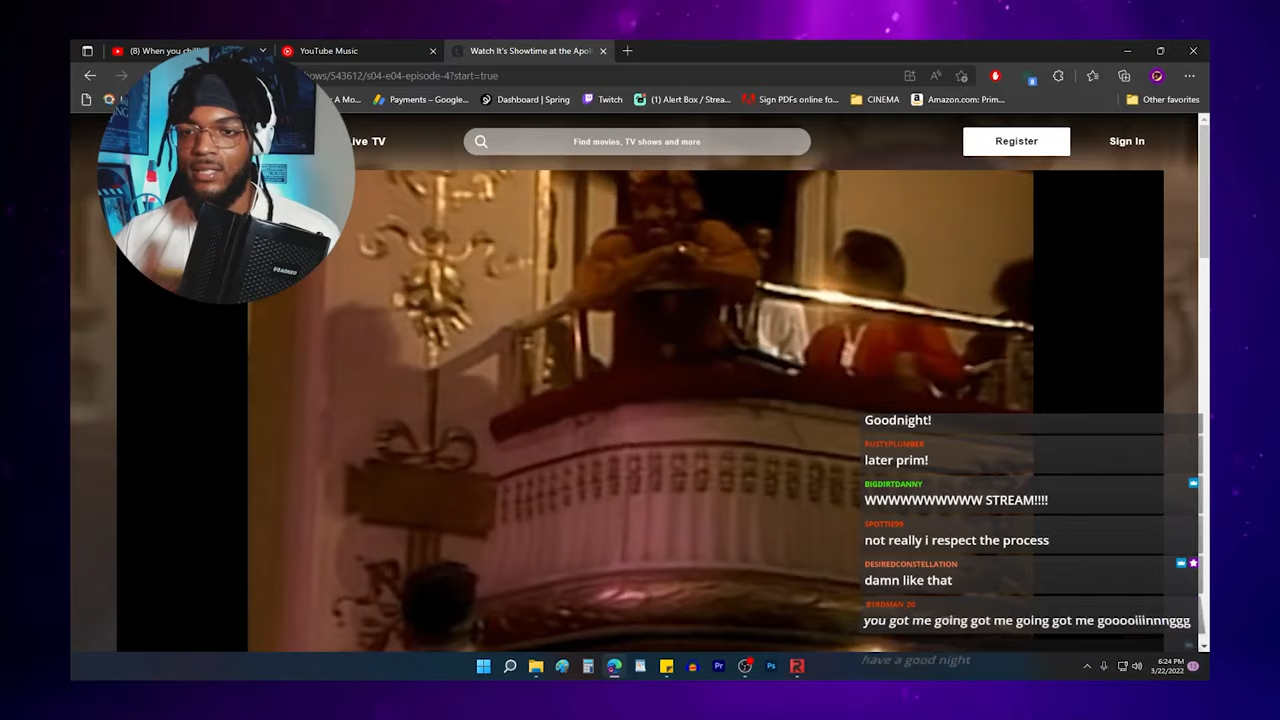 (8) When you chi
YouTube Music
Watch It's Showtime at the Apol
hows/543612/s04-e04-episode-4?start=true
A Mo...
Payments – Google...
Dashboard | Spring
Twitch
(1) Alert Box / Strea...
Sign PDFs online fo...
CINEMA
Amazon.com: Prim...
Other favorites
ive TV
Find movies, TV shows and more
Register
Sign In
Goodnight!
RUSTYPLUMBER
later prim!
BIGDIRTDANNY
WWWWWWWWWW STREAM!!!!
SPOTTIE99
not really i respect the process
DESIREDCONSTELLATION
damn like that
B1RDMAN_20
you got me going got me going got me gooooiiinnnggg
have a good night
6:24 PM
3/22/2022